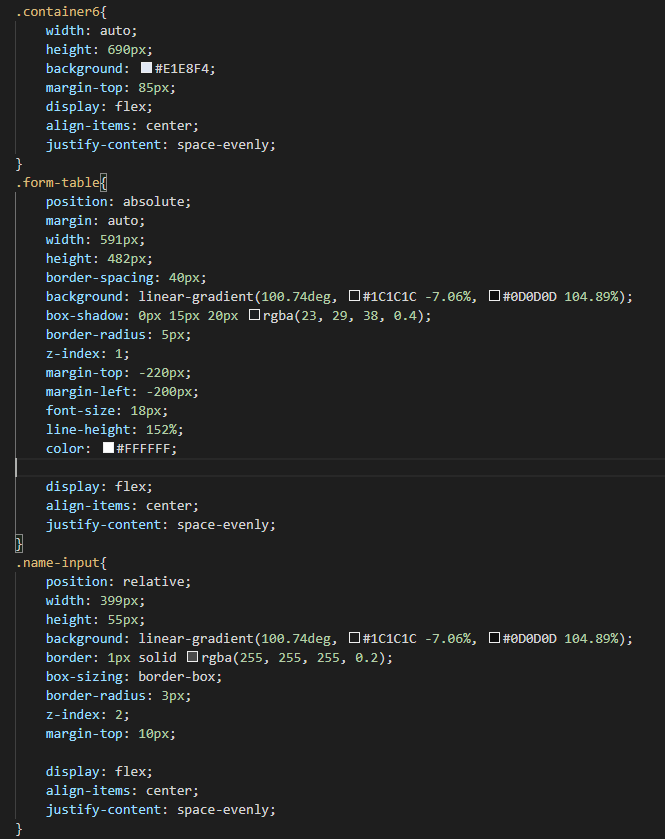 .container6{
    width: auto;
    height: 690px;
    background: #E1E8F4;
    margin-top: 85px;
    display: flex;
    align-items: center;
    justify-content: space-evenly;
}
.form-table{
    position: absolute;
    margin: auto;
    width: 591px;
    height: 482px;
    border-spacing: 40px;
    background: linear-gradient(100.74deg, #1C1C1C -7.06%, #0D0D0D 104.89%);
    box-shadow: 0px 15px 20px rgba(23, 29, 38, 0.4);
    border-radius: 5px;
    z-index: 1;
    margin-top: -220px;
    margin-left: -200px;
    font-size: 18px;
    line-height: 152%;
    color: #FFFFFF;
    display: flex;
    align-items: center;
    justify-content: space-evenly;
}
.name-input{
    position: relative;
    width: 399px;
    height: 55px;
    background: linear-gradient(100.74deg, #1C1C1C -7.06%, #0D0D0D 104.89%);
    border: 1px solid rgba(255, 255, 255, 0.2);
    box-sizing: border-box;
    border-radius: 3px;
    z-index: 2;
    margin-top: 10px;
    display: flex;
    align-items: center;
    justify-content: space-evenly;
}